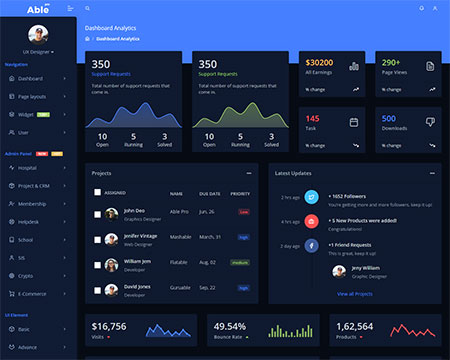 Able pro
UX Designer
Navigation
Dashboard
Page layouts
Widget
User
Admin Panel
Hospital
Project & CRM
Membership
Helpdesk
School
SIS
Crypto
E-Commerce
UI Element
Basic
Advance
Dashboard Analytics
/ Dashboard Analytics
350
Support Requests
Total number of support requests that
come in.
10 5 3
Open Running Solved
350
Support Requests
Total number of support requests that
come in.
10 5 3
Open Running Solved
$30200
All Earnings
% change
290+
Page Views
% change
145
Task
% change
500
Downloads
% change
Projects
ASSIGNED NAME DUE DATE PRIORITY
John Deo Able Pro Jun, 26 Low
Graphic Designer
Jenifer Vintage Mashable March, 31 high
Web Designer
William Jem Flatable Aug, 02 medium
Developer
David Jones Guruable Sep, 22 high
Developer
Latest Updates
2 hrs ago + 1652 Followers
You're getting more and more followers, keep it up!
4 hrs ago + 5 New Products were added!
Congratulations!
2 day ago +1 Friend Requests
This is great, keep it up!
Jeny William
Graphic Designer
View all Projects
$16,756
Visits
49.54%
Bounce Rate
1,62,564
Products